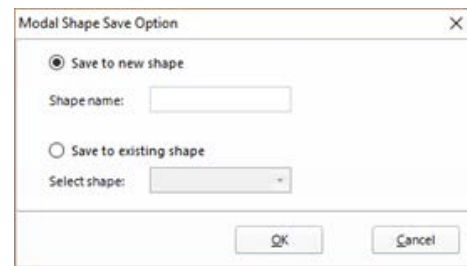 Modal Shape Save Option
Save to new shape
Shape name:
Save to existing shape
Select shape:
OK
Cancel